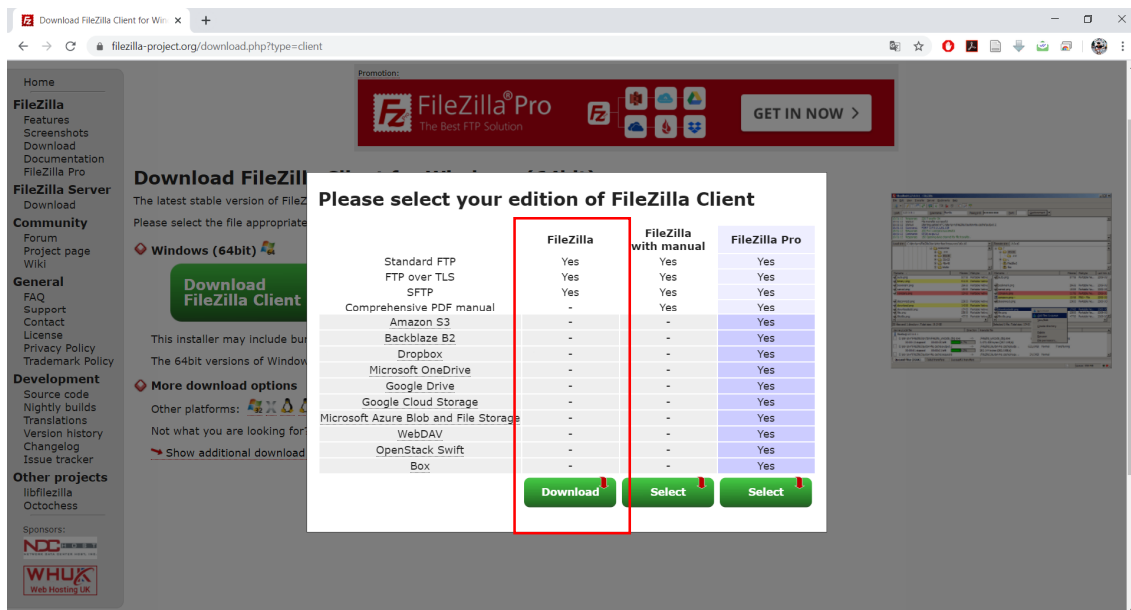 Download FileZilla Client for Win
filezilla-project.org/download.php?type=client
Home
FileZilla
Features
Screenshots
Download
Documentation
FileZilla Pro
FileZilla Server
Download
Community
Forum
Project page
Wiki
General
FAQ
Support
Contact
License
Privacy Policy
Trademark Policy
Development
Source code
Nightly builds
Translations
Version history
Changelog
Issue tracker
Other projects
libfilezilla
Octochess
Sponsors:
NDC HOST
WHUK
Web Hosting UK
Promotion:
FileZilla® Pro
The Best FTP Solution
GET IN NOW >
Download FileZill
The latest stable version of FileZ
Please select the file appropriate
Windows (64bit)
Download
FileZilla Client
This installer may include bu
The 64bit versions of Window
More download options
Other platforms:
Not what you are looking for?
Show additional download
Please select your edition of FileZilla Client
FileZilla FileZilla with manual FileZilla Pro
Standard FTP Yes Yes Yes
FTP over TLS Yes Yes Yes
SFTP Yes Yes Yes
Comprehensive PDF manual - Yes Yes
Amazon S3 - - Yes
Backblaze B2 - - Yes
Dropbox - - Yes
Microsoft OneDrive - - Yes
Google Drive - - Yes
Google Cloud Storage - - Yes
Microsoft Azure Blob and File Storage - - Yes
WebDAV - - Yes
OpenStack Swift - - Yes
Box - - Yes
Download Select Select